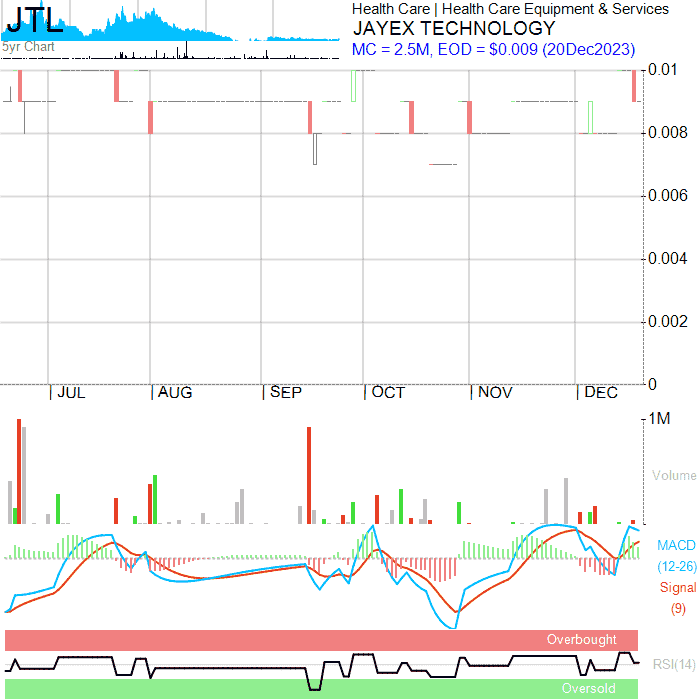 JTL
5yr Chart
Health Care | Health Care Equipment & Services
JAYEX TECHNOLOGY
MC = 2.5M, EOD = $0.009 (20Dec2023)
0.01
0.008
0.006
0.004
0.002
0
| JUL | AUG | SEP | OCT | NOV | DEC
1M
Volume
MACD
(12-26)
Signal
(9)
Overbought
RSI(14)
Oversold